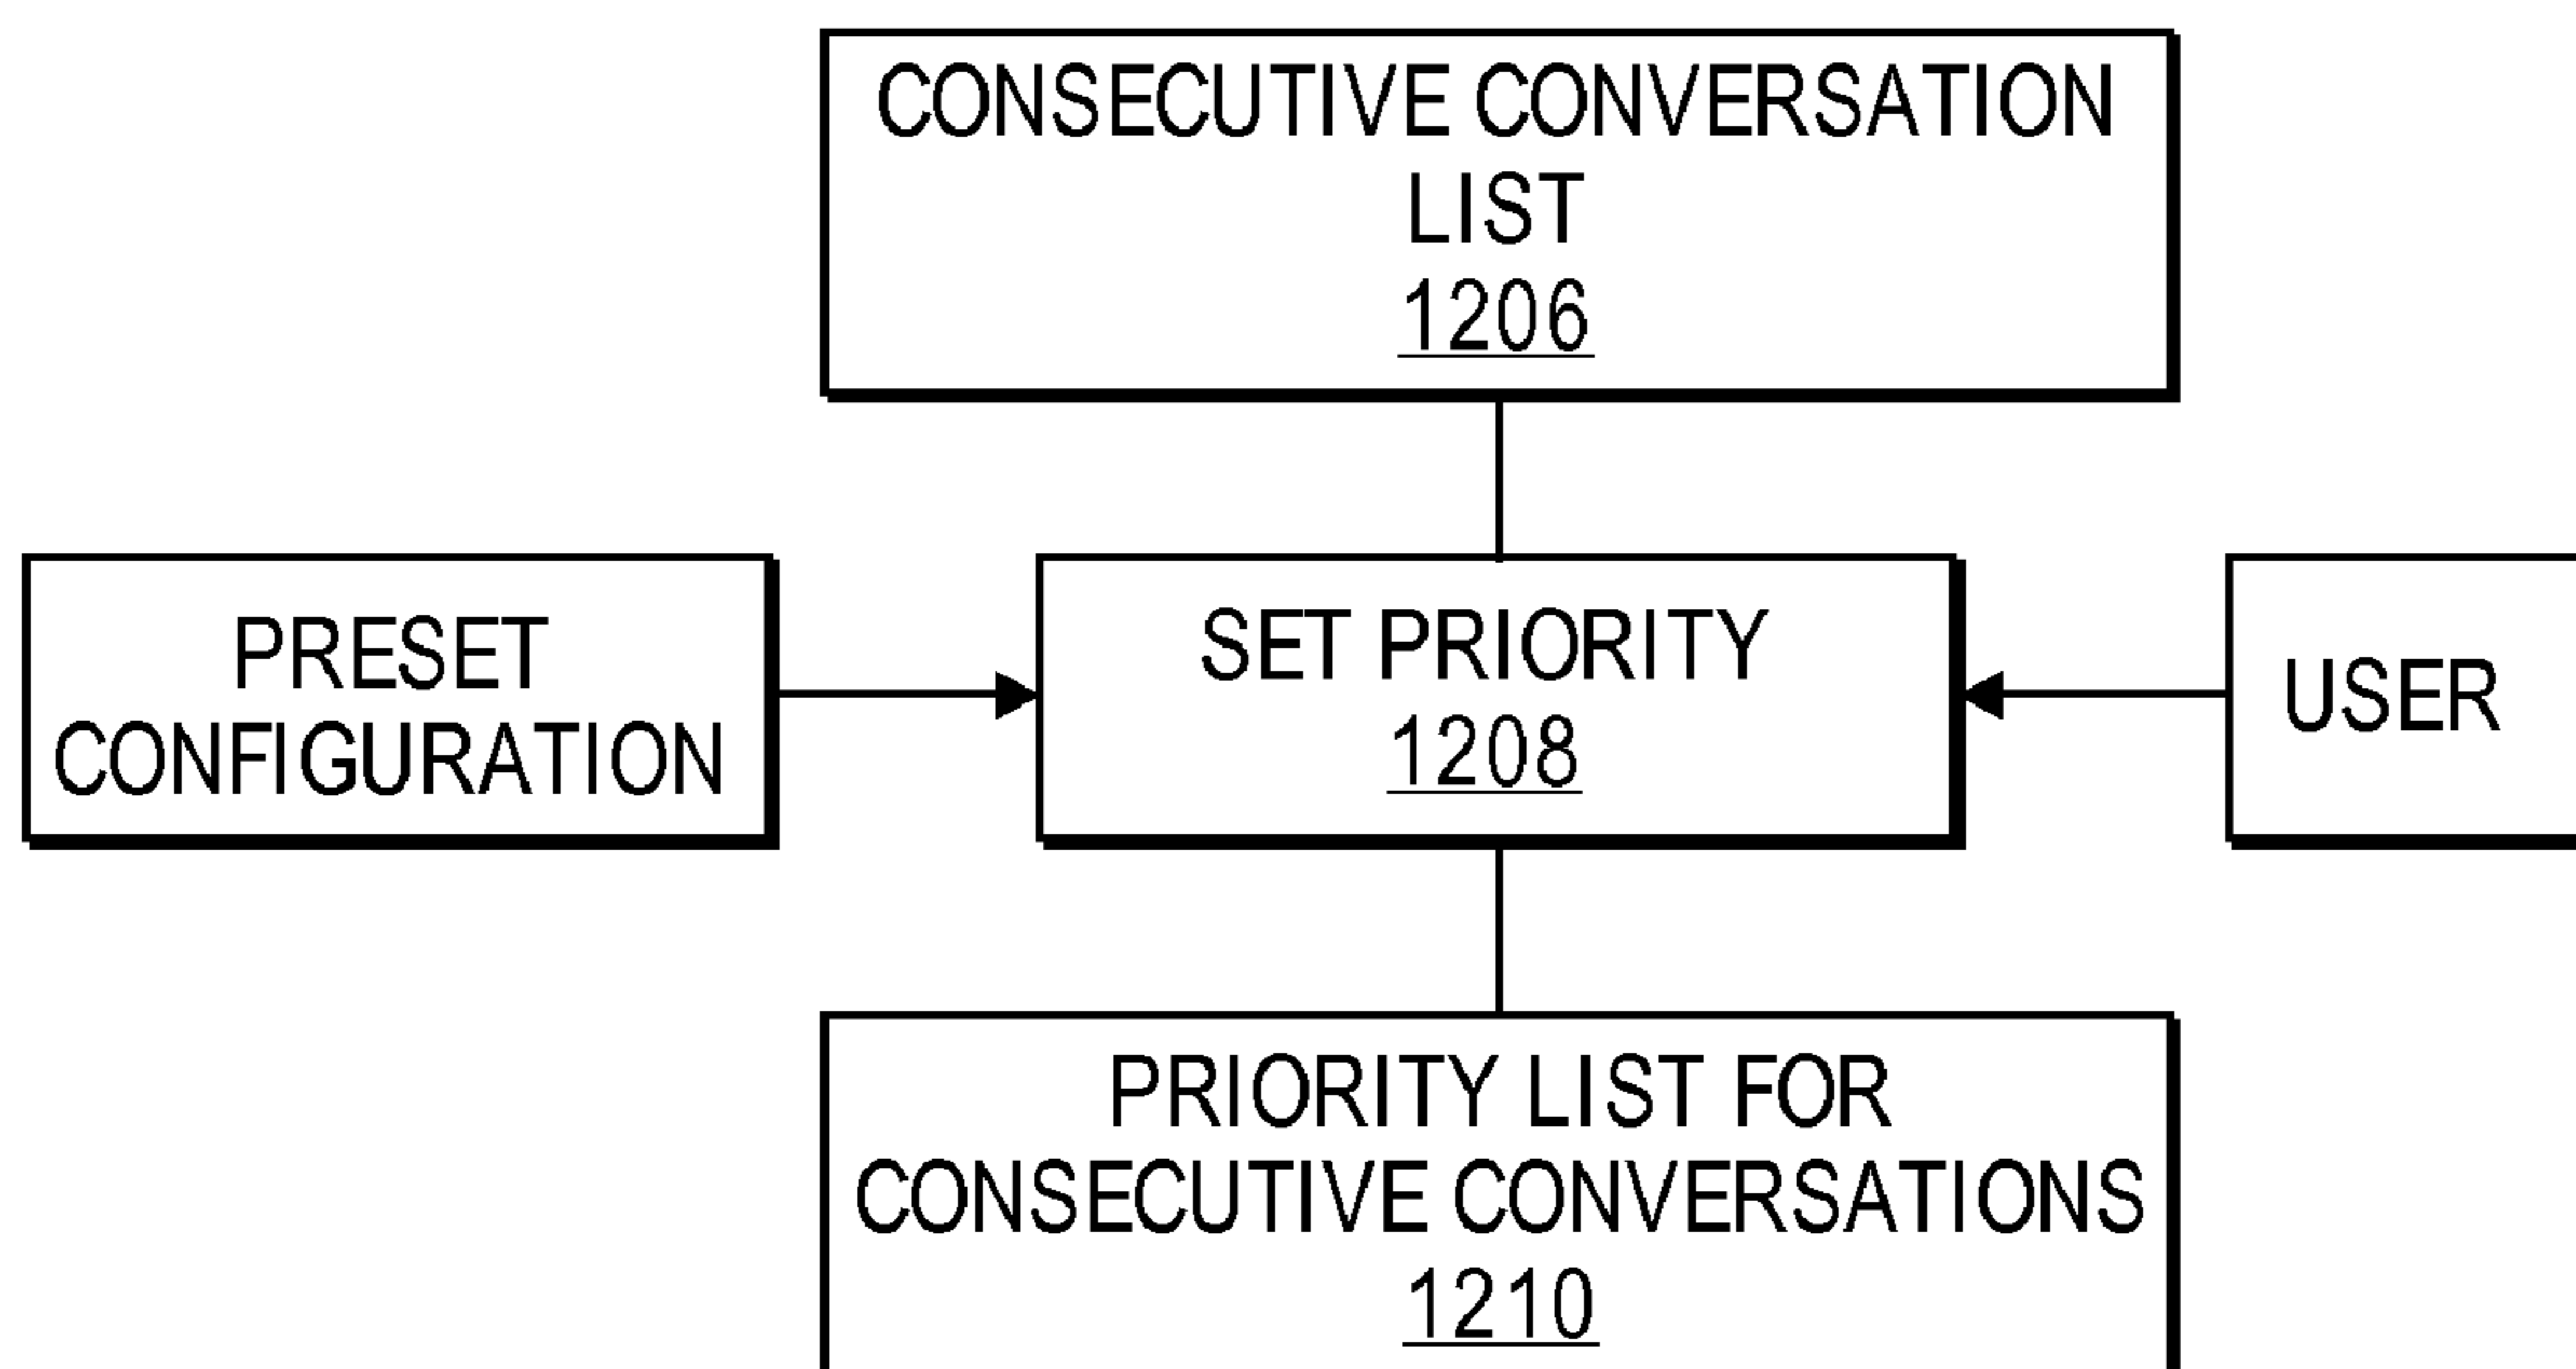 CONSECUTIVE CONVERSATION
LIST
1206
PRESET
CONFIGURATION
SET PRIORITY
1208
USER
PRIORITY LIST FOR
CONSECUTIVE CONVERSATIONS
1210